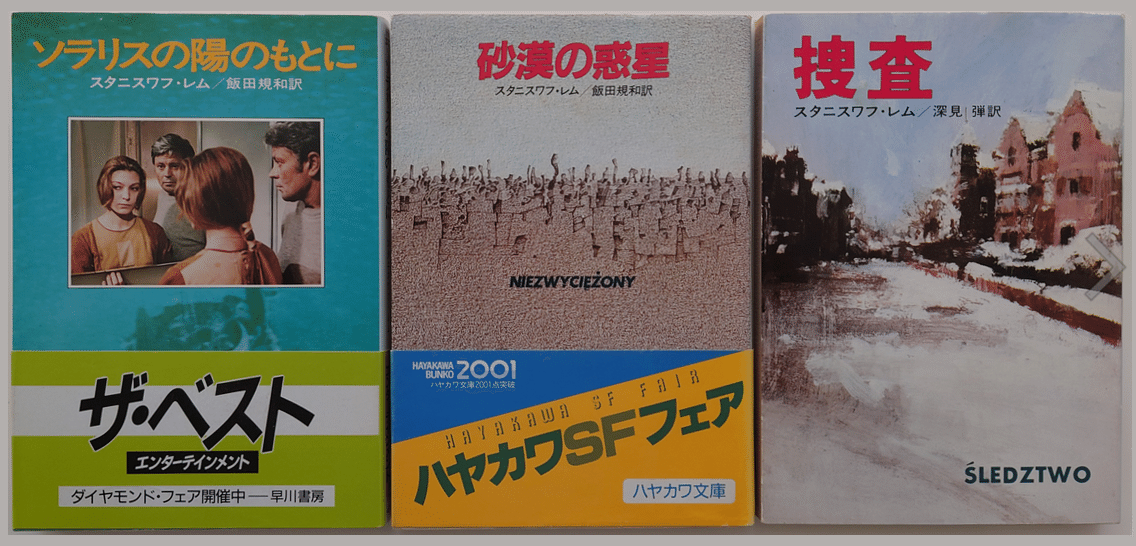 ソラリスの陽のもとに
スタニスワフ・レム／飯田規和訳
ザ・ベスト
エンターテインメント
ダイヤモンド・フェア開催中――早川書房
砂漠の惑星
スタニスワフ・レム／飯田規和訳
NIEZWYCIĘŻONY
HAYAKAWA
BUNKO 2001
ハヤカワ文庫2001点突破
HAYAKAWA SF FAIR
ハヤカワSFフェア
ハヤカワ文庫
捜査
スタニスワフ・レム／深見 弾訳
ŚLEDZTWO